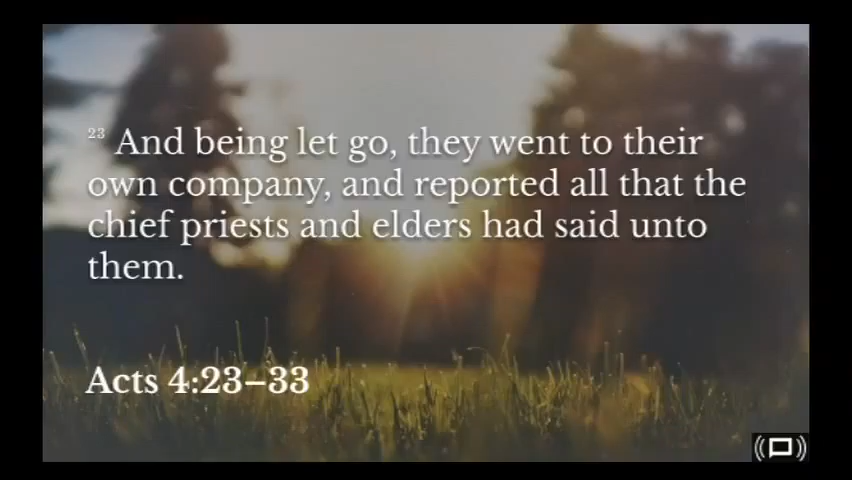 23 And being let go, they went to their
own company, and reported all that the
chief priests and elders had said unto
them.
Acts 4:23–33